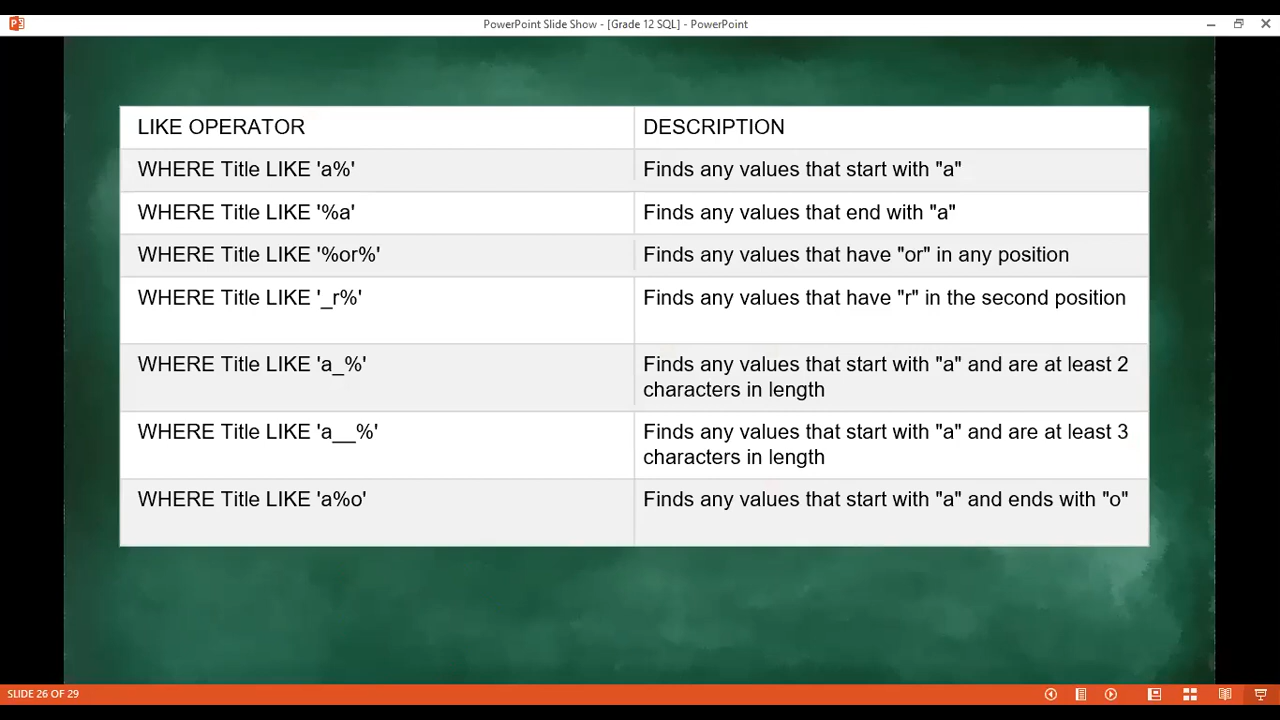 PowerPoint Slide Show - [Grade 12 SQL] - PowerPoint
LIKE OPERATOR
DESCRIPTION
WHERE Title LIKE 'a%'
Finds any values that start with "a"
WHERE Title LIKE '%a'
Finds any values that end with "a"
WHERE Title LIKE '%or%'
Finds any values that have "or" in any position
WHERE Title LIKE '_r%'
Finds any values that have "r" in the second position
WHERE Title LIKE 'a_%'
Finds any values that start with "a" and are at least 2
characters in length
WHERE Title LIKE 'a__%'
Finds any values that start with "a" and are at least 3
characters in length
WHERE Title LIKE 'a%o'
Finds any values that start with "a" and ends with "o"
SLIDE 26 OF 29